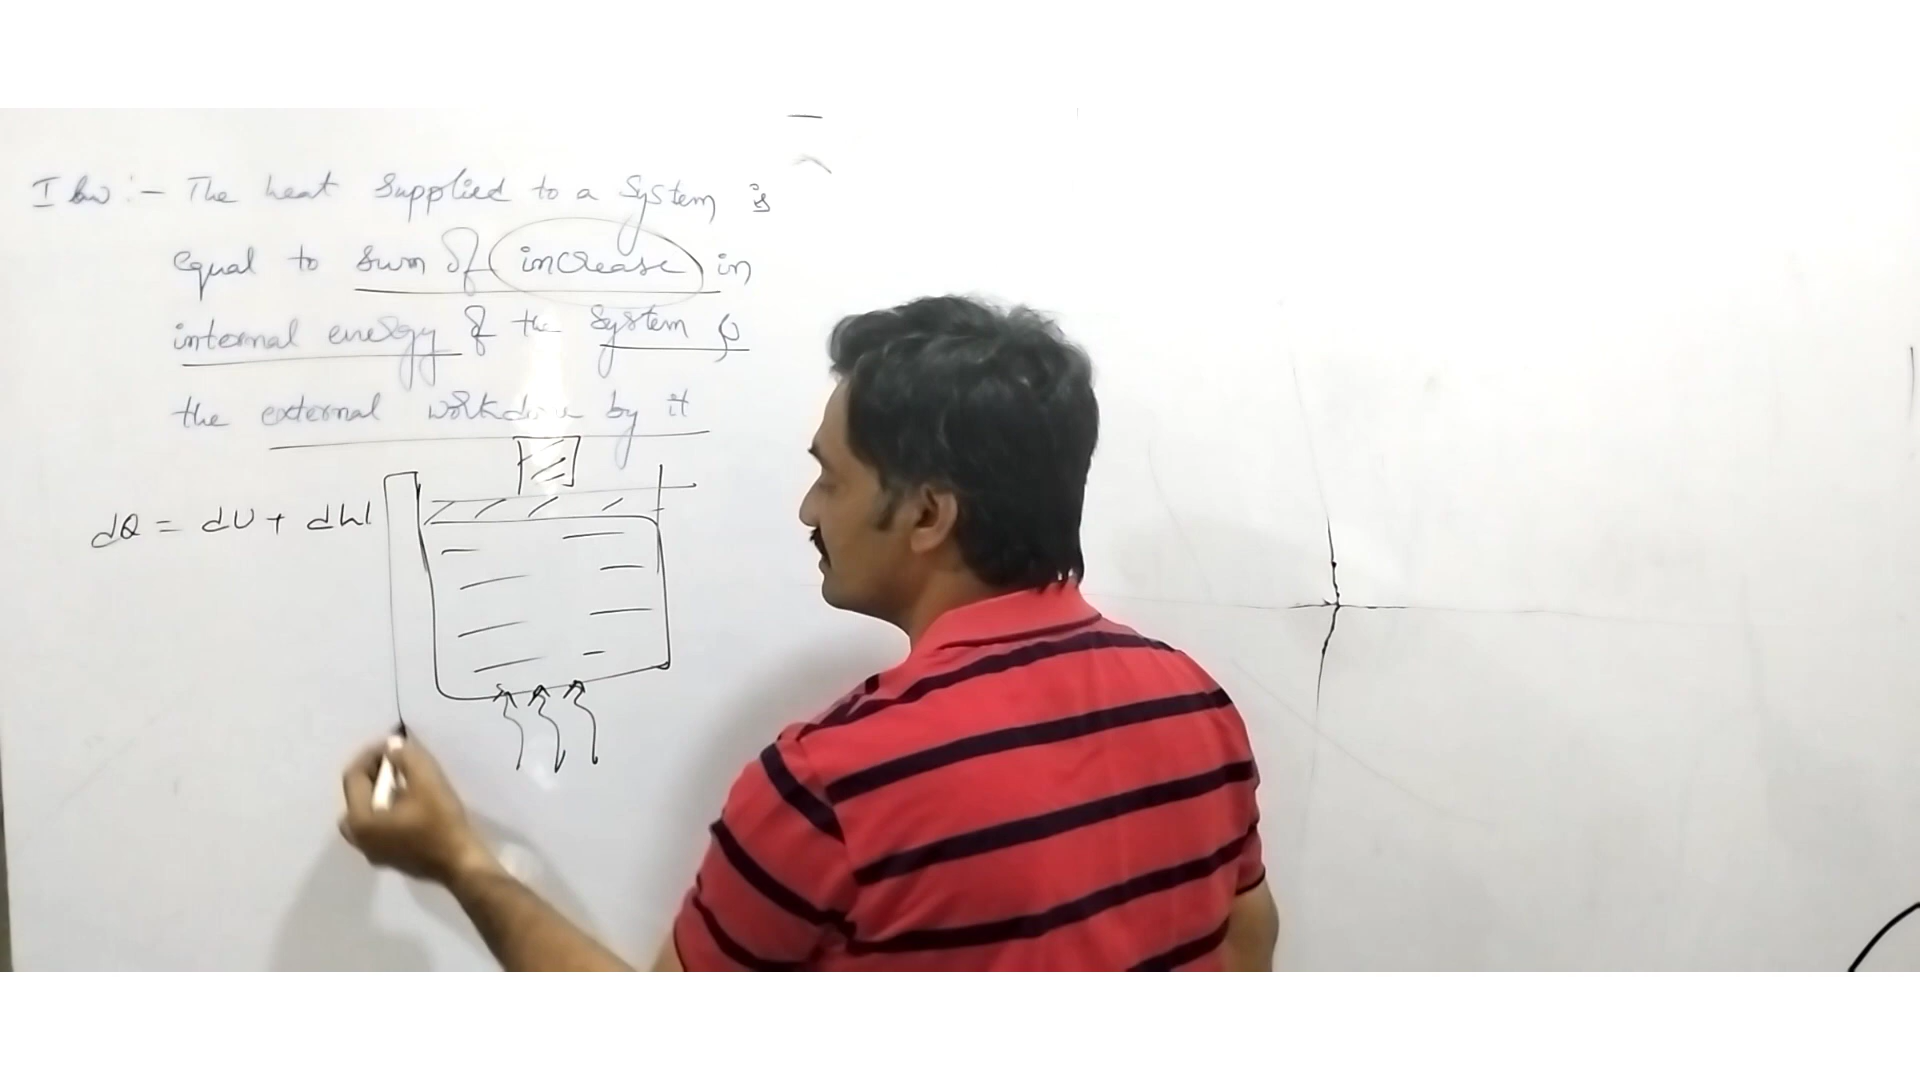 I law :- The heat supplied to a system is
equal to sum of increase in
internal energy of the system &
the external workdone by it
dQ = dU + dW